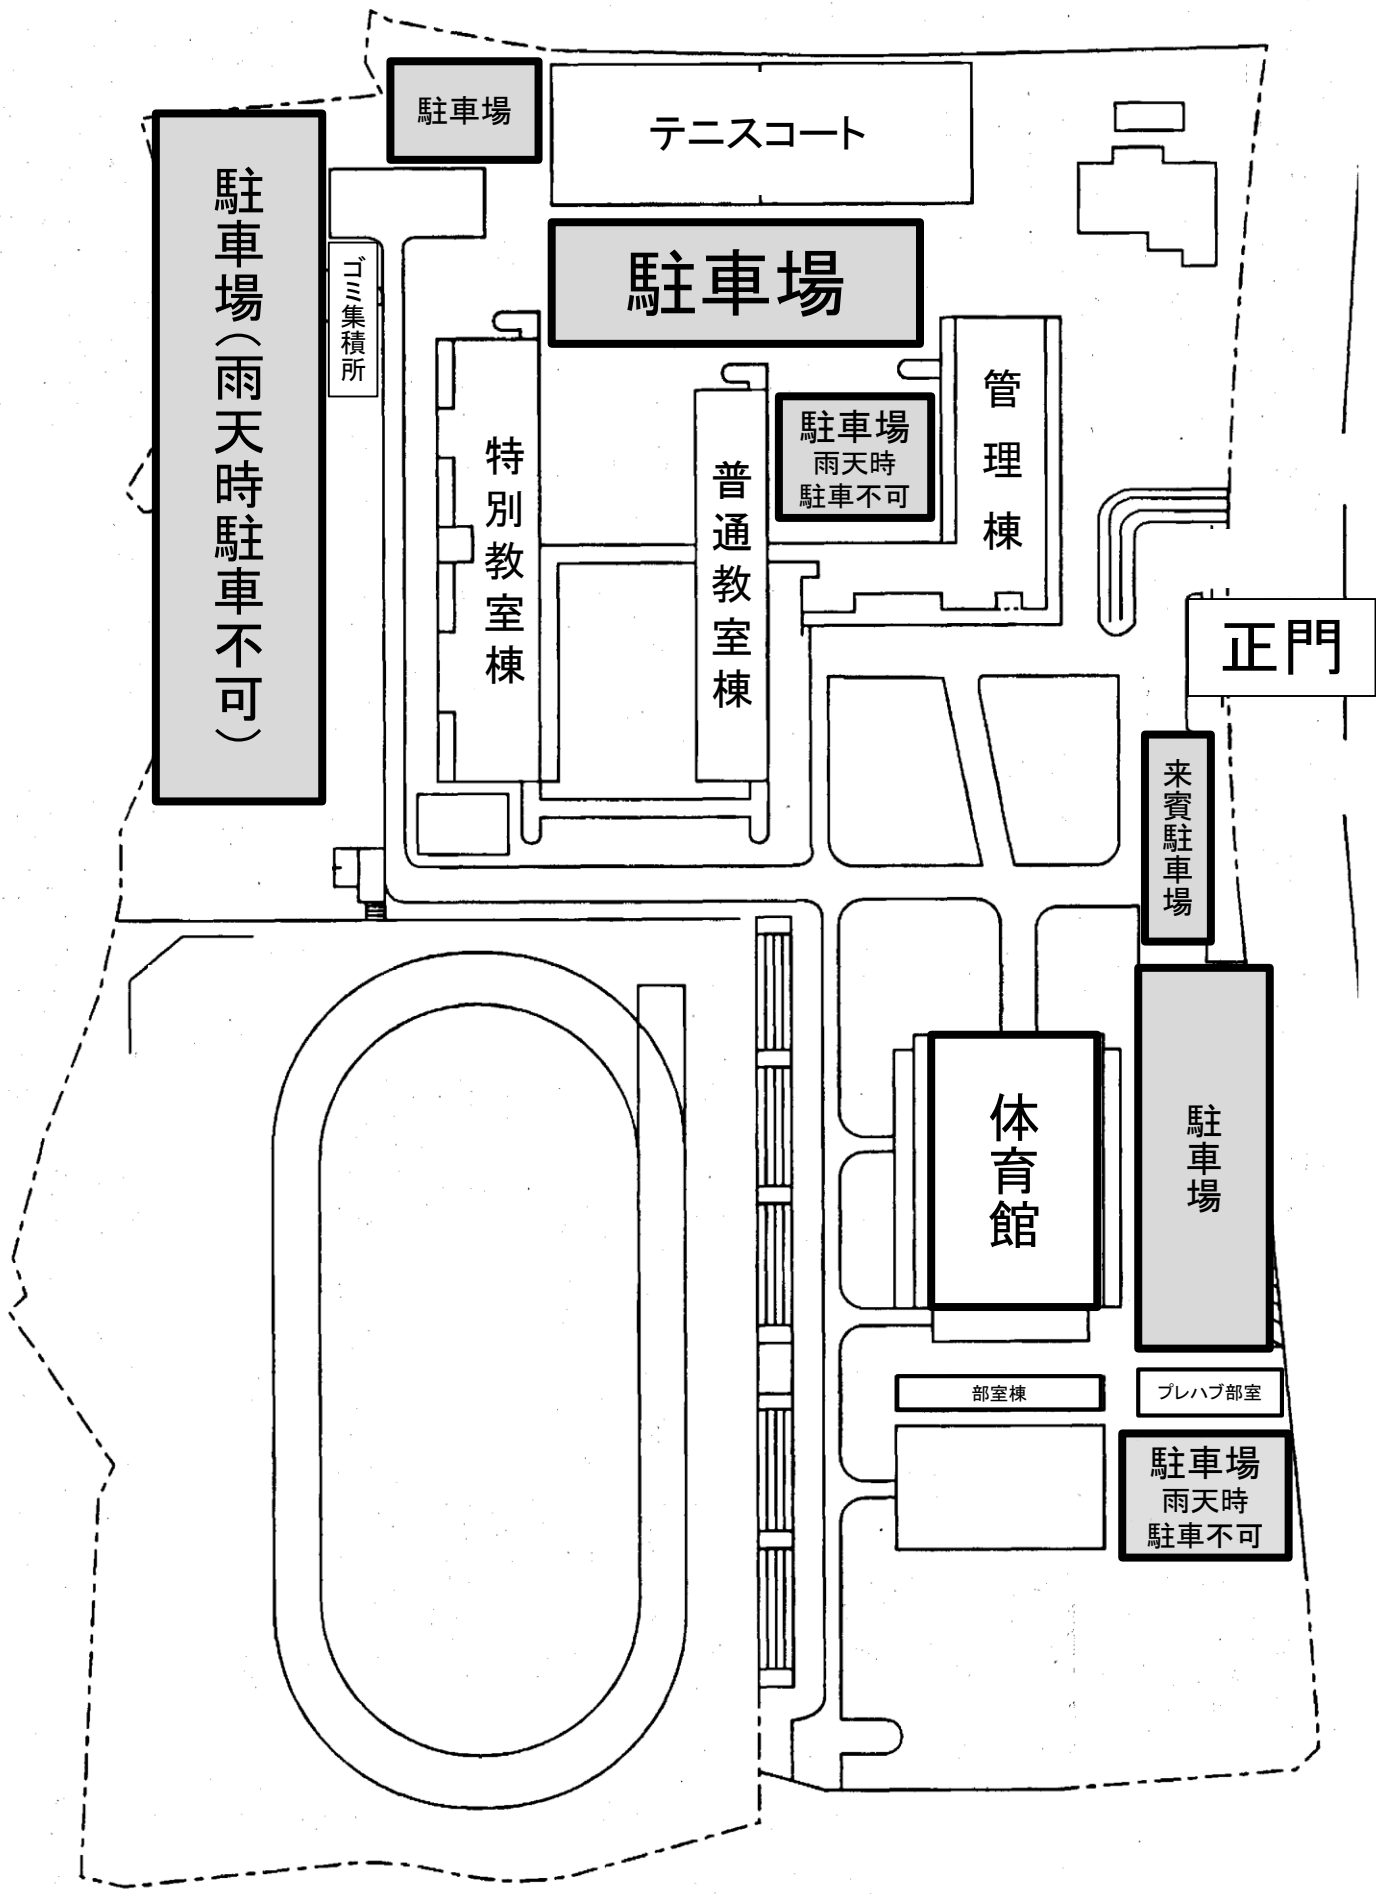 駐車場
テニスコート
駐車場（雨天時駐車不可）
ゴミ集積所
駐車場
管理棟
駐車場
雨天時
駐車不可
特別教室棟
普通教室棟
正門
来賓駐車場
体育館
駐車場
部室棟
プレハブ部室
駐車場
雨天時
駐車不可